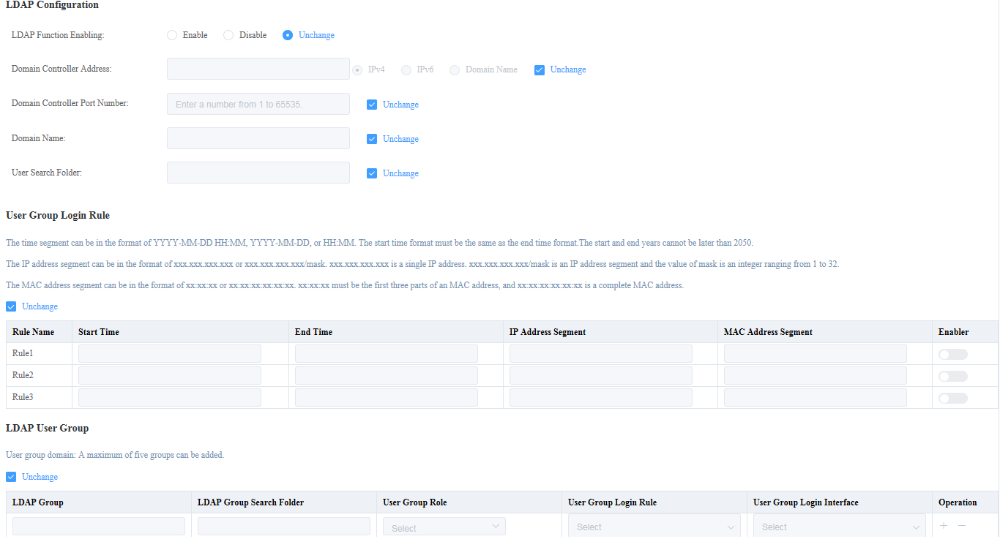 LDAP Configuration
LDAP Function Enabling: Enable Disable Unchange
Domain Controller Address: IPv4 IPv6 Domain Name Unchange
Domain Controller Port Number: Enter a number from 1 to 65535. Unchange
Domain Name: Unchange
User Search Folder: Unchange
User Group Login Rule
The time segment can be in the format of YYYY-MM-DD HH:MM, YYYY-MM-DD, or HH:MM. The start time format must be the same as the end time format.The start and end years cannot be later than 2050.
The IP address segment can be in the format of xxx.xxx.xxx.xxx or xxx.xxx.xxx.xxx/mask. xxx.xxx.xxx.xxx is a single IP address. xxx.xxx.xxx.xxx/mask is an IP address segment and the value of mask is an integer ranging from 1 to 32.
The MAC address segment can be in the format of xx:xx:xx or xx:xx:xx:xx:xx:xx. xx:xx:xx must be the first three parts of an MAC address, and xx:xx:xx:xx:xx:xx is a complete MAC address.
Unchange
Rule Name Start Time End Time IP Address Segment MAC Address Segment Enabler
Rule1
Rule2
Rule3
LDAP User Group
User group domain: A maximum of five groups can be added.
Unchange
LDAP Group LDAP Group Search Folder User Group Role User Group Login Rule User Group Login Interface Operation
Select Select Select + −